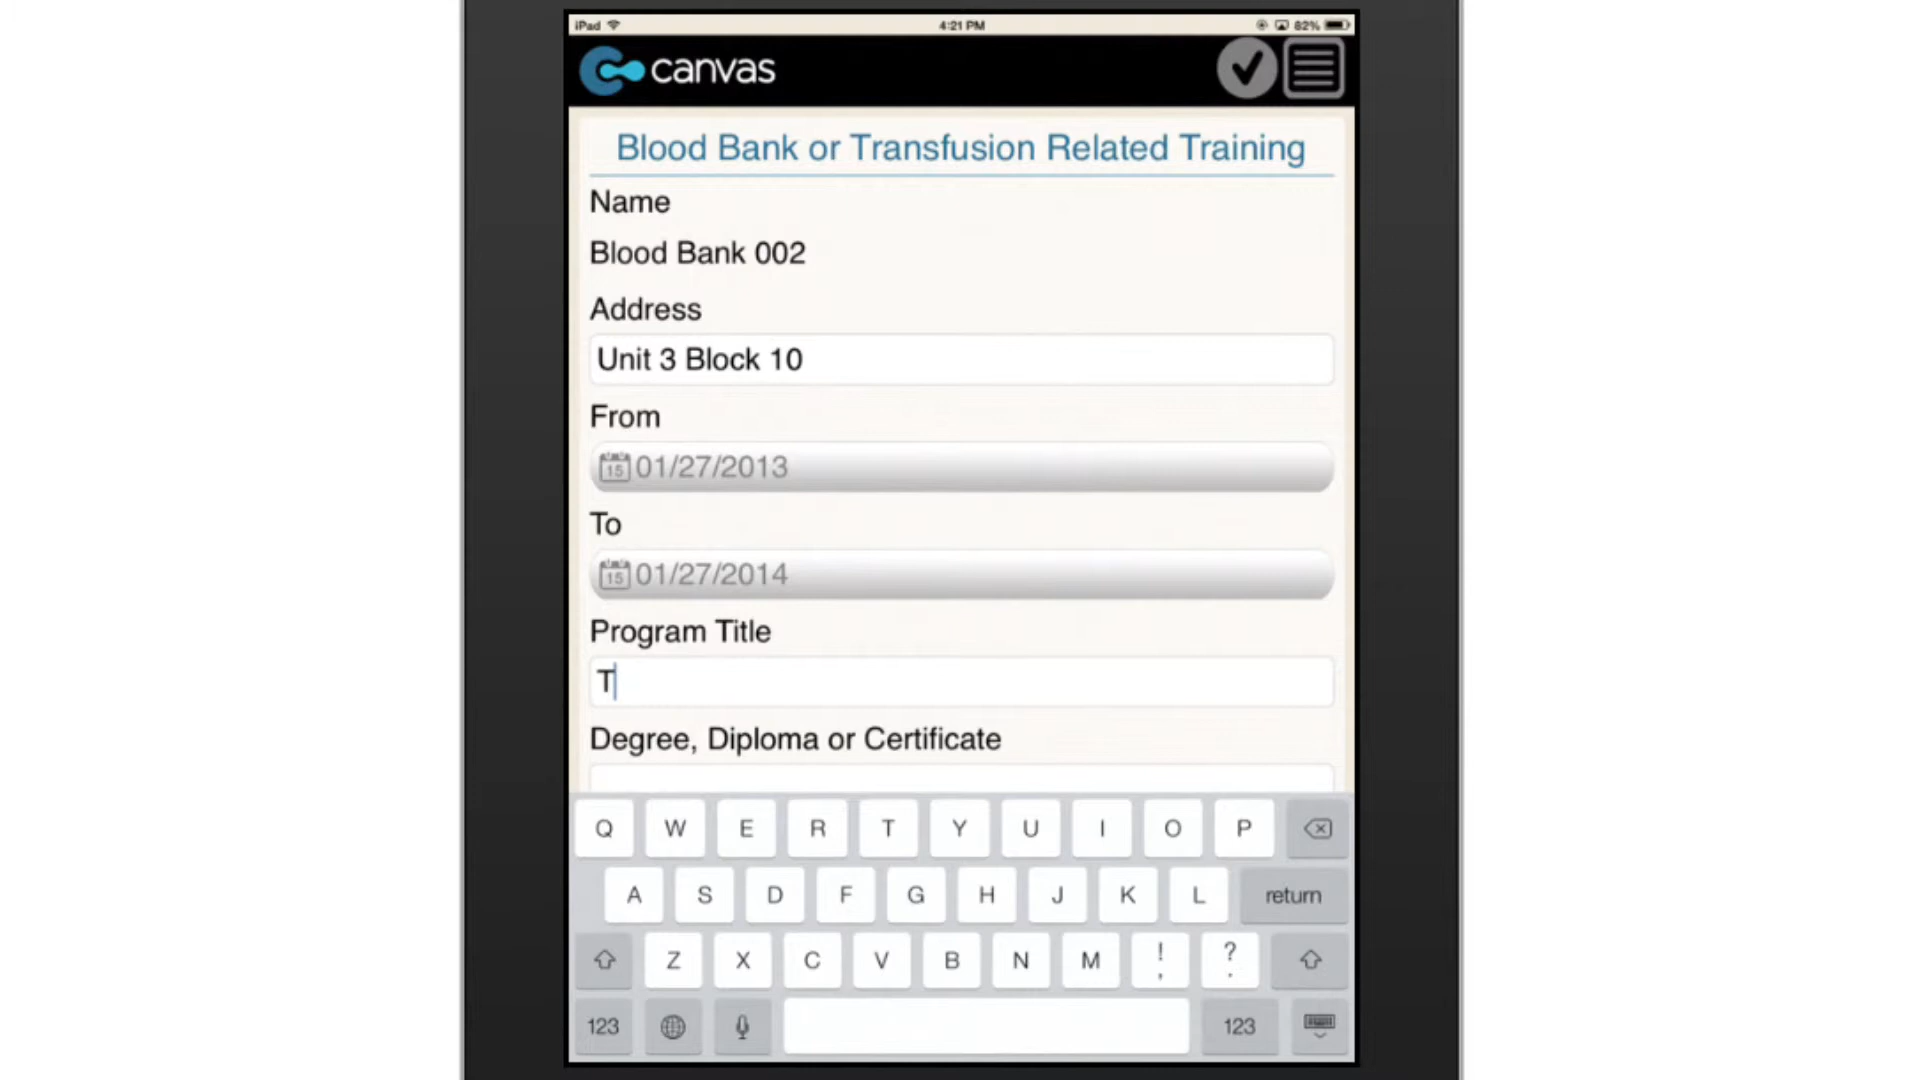 iPad 4:21 PM 82%
canvas
Blood Bank or Transfusion Related Training
Name
Blood Bank 002
Address
Unit 3 Block 10
From
15 01/27/2013
To
15 01/27/2014
Program Title
T
Degree, Diploma or Certificate
Q W E R T Y U I O P
A S D F G H J K L return
Z X C V B N M ! , ? .
123 123